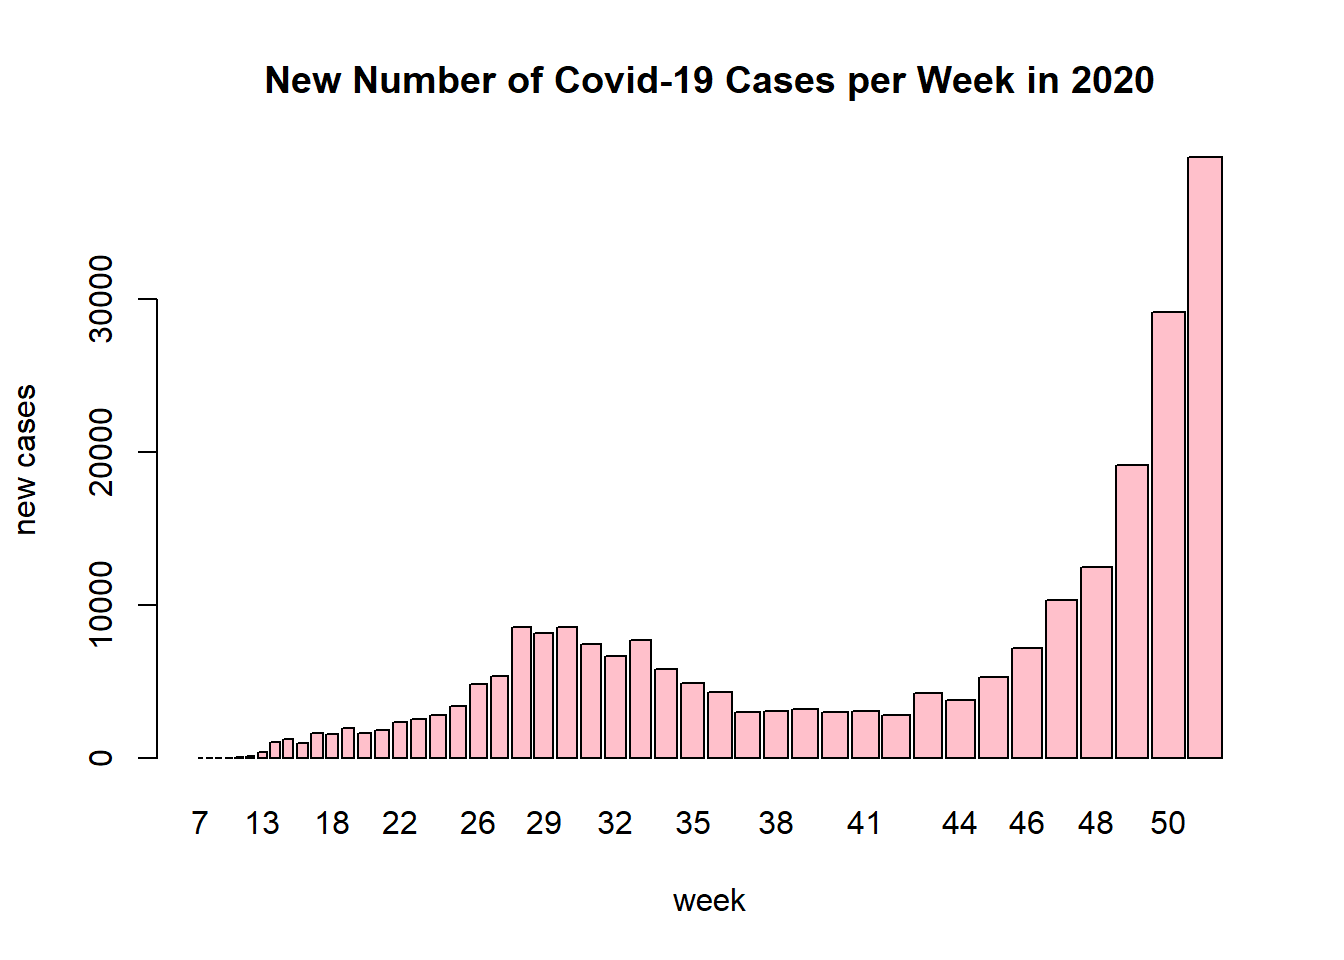 New Number of Covid-19 Cases per Week in 2020
new cases
30000
20000
10000
0
7 13 18 22 26 29 32 35 38 41 44 46 48 50
week